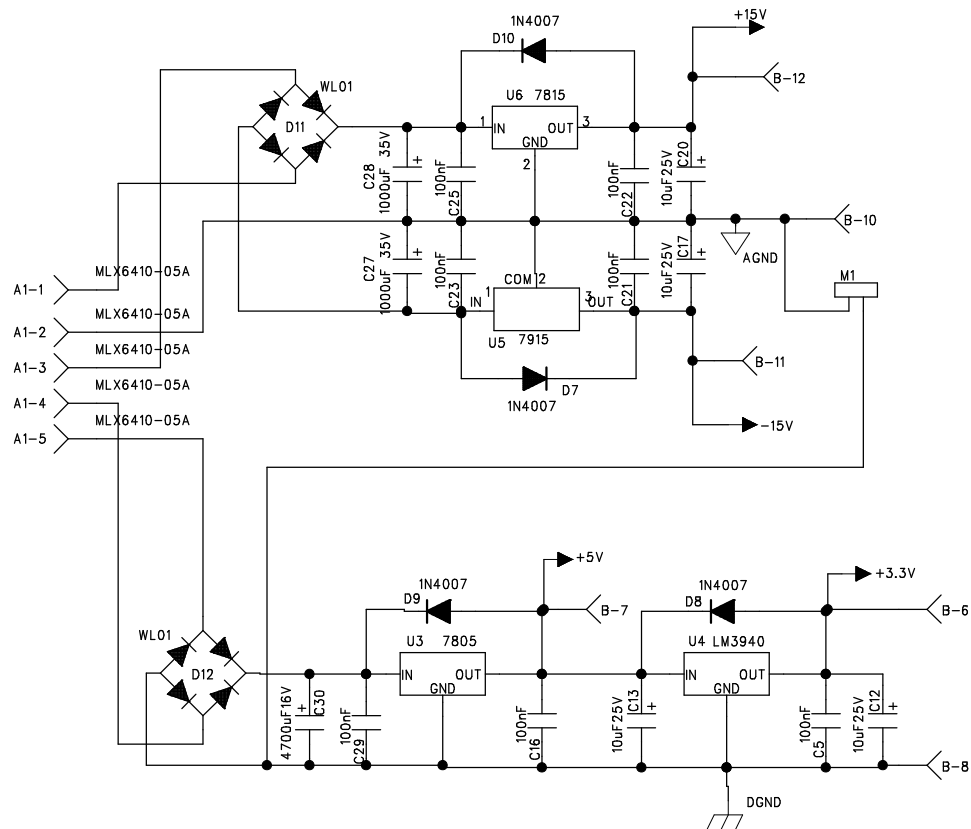 +15V
1N4007
D10
B-12
WL01
U6 7815
D11
1 IN OUT 3
GND
2
C28
1000uF 35V
100nF
C25
100nF
C22
10uF25V
C20
B-10
AGND
MLX6410-05A
A1-1
C27
1000uF 35V
100nF
C23
COM 2
1
IN
3
OUT
100nF
C21
10uF25V
C17
M1
MLX6410-05A
A1-2
U5 7915
MLX6410-05A
A1-3
B-11
MLX6410-05A
A1-4
D7
1N4007
MLX6410-05A
A1-5
-15V
+5V
+3.3V
1N4007
D9
B-7
1N4007
D8
B-6
WL01
U3 7805
U4 LM3940
D12
IN OUT
GND
IN OUT
GND
4700uF16V
C30
100nF
C29
100nF
C16
10uF25V
C13
100nF
C5
10uF25V
C12
B-8
DGND